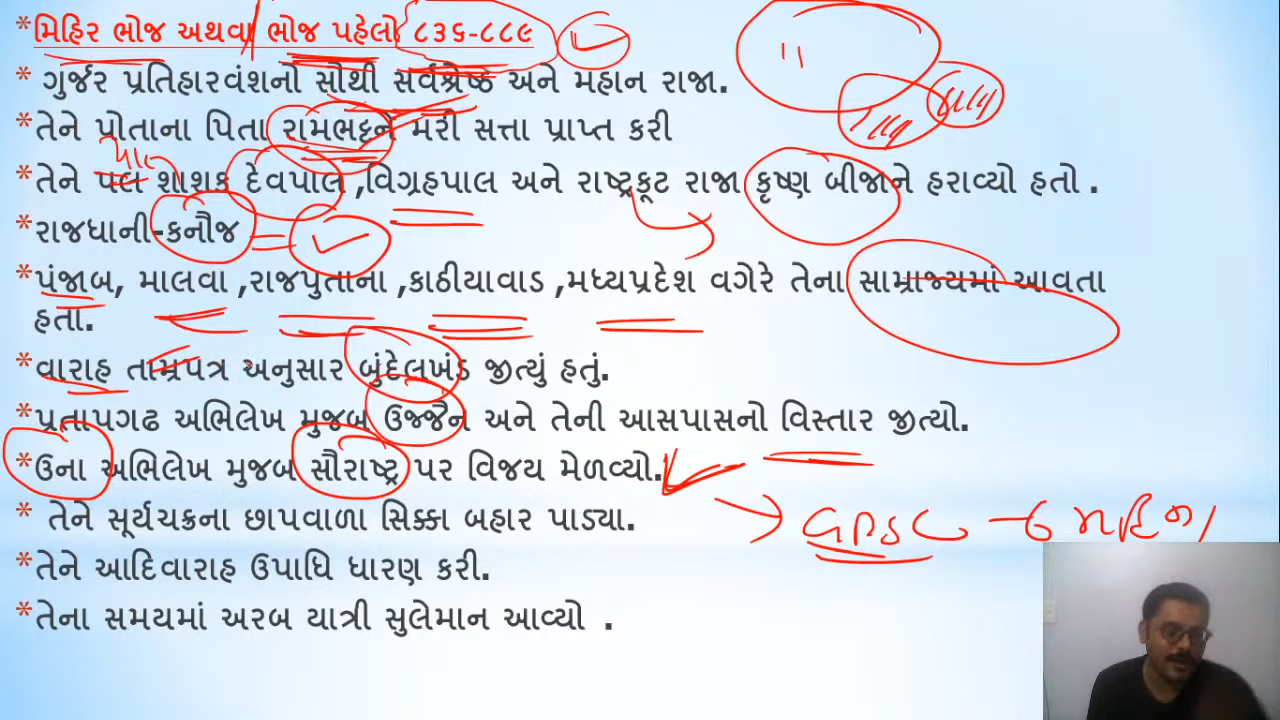 *મિહિર ભોજ અથવા ભોજ પહેલો ૮૩૬-૮૮૯
* ગુર્જર પ્રતિહારવંશનો સૌથી સર્વશ્રેષ્ઠ અને મહાન રાજા.
*તેને પોતાના પિતા રામભટ્ટને મરી સત્તા પ્રાપ્ત કરી
પાલ
*તેને પલ શાશક દેવપાલ ,વિગ્રહપાલ અને રાષ્ટ્રકૂટ રાજા કૃષ્ણ બીજાને હરાવ્યો હતો .
*રાજધાની-કનૌજ
*પંજાબ, માલવા ,રાજપુતાના ,કાઠીયાવાડ ,મધ્યપ્રદેશ વગેરે તેના સામ્રાજ્યમાં આવતા
હતા.
*વારાહ તામ્રપત્ર અનુસાર બુંદેલખંડ જીત્યું હતું.
*પ્રતાપગઢ અભિલેખ મુજબ ઉજ્જૈન અને તેની આસપાસનો વિસ્તાર જીત્યો.
*ઉના અભિલેખ મુજબ સૌરાષ્ટ્ર પર વિજય મેળવ્યો.
* તેને સૂર્યચક્રના છાપવાળા સિક્કા બહાર પાડ્યા.
*તેને આદિવારાહ ઉપાધિ ધારણ કરી.
*તેના સમયમાં અરબ યાત્રી સુલેમાન આવ્યો .